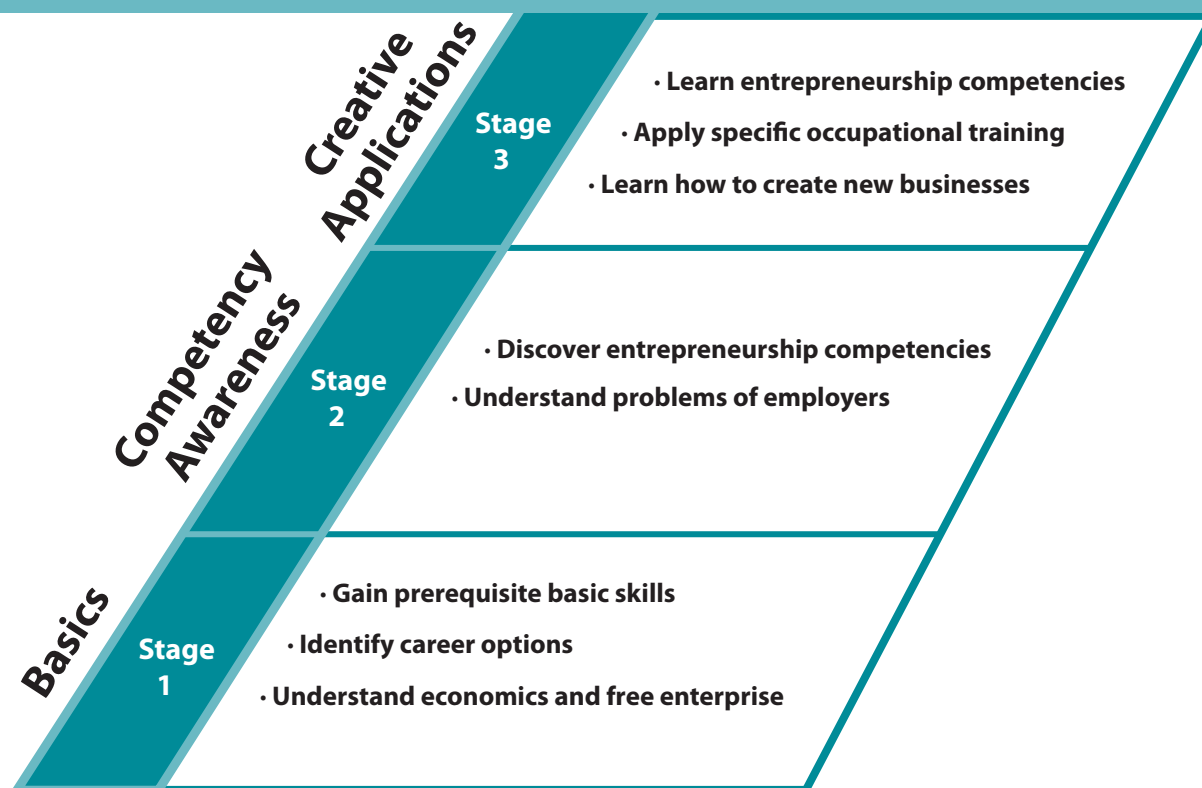 Creative
Applications
Stage
3
· Learn entrepreneurship competencies
· Apply specific occupational training
· Learn how to create new businesses
Competency
Awareness
Stage
2
· Discover entrepreneurship competencies
· Understand problems of employers
Basics
Stage
1
· Gain prerequisite basic skills
· Identify career options
· Understand economics and free enterprise